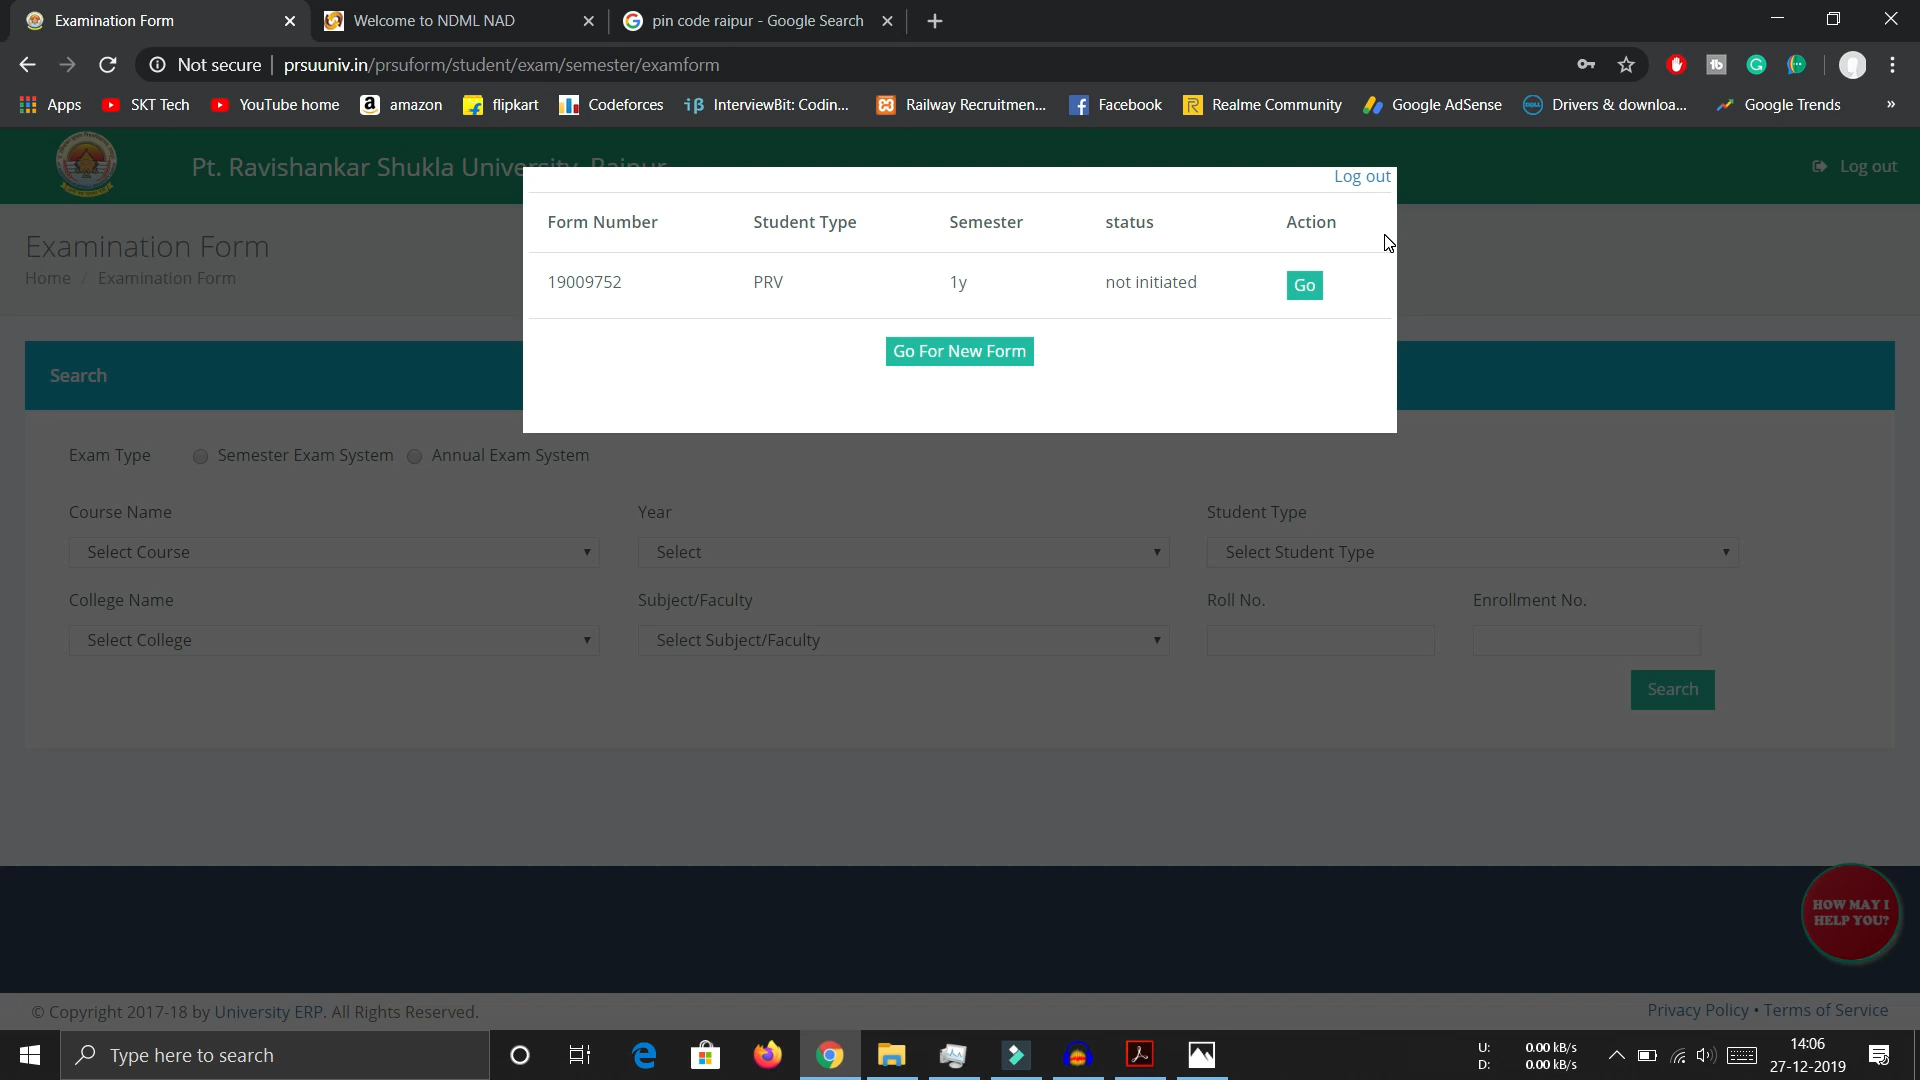 Examination Form
Welcome to NDML NAD
pin code raipur - Google Search
Not secure
prsuuniv.in/prsuform/student/exam/semester/examform
Apps
SKT Tech
YouTube home
amazon
flipkart
Codeforces
InterviewBit: Codin...
Railway Recruitmen...
Facebook
Realme Community
Google AdSense
Drivers & downloa...
Google Trends
»
Pt. Ravishankar Shukla University, Raipur
Log out
Log out
Form Number Student Type Semester status Action
19009752 PRV 1y not initiated Go
Go For New Form
Examination Form
Home / Examination Form
Search
Exam Type Semester Exam System Annual Exam System
Course Name Year Student Type
Select Course Select Select Student Type
College Name Subject/Faculty Roll No. Enrollment No.
Select College Select Subject/Faculty
Search
HOW MAY I
HELP YOU?
© Copyright 2017-18 by University ERP. All Rights Reserved.
Privacy Policy • Terms of Service
Type here to search
U: 0.00 kB/s
D: 0.00 kB/s
14:06
27-12-2019